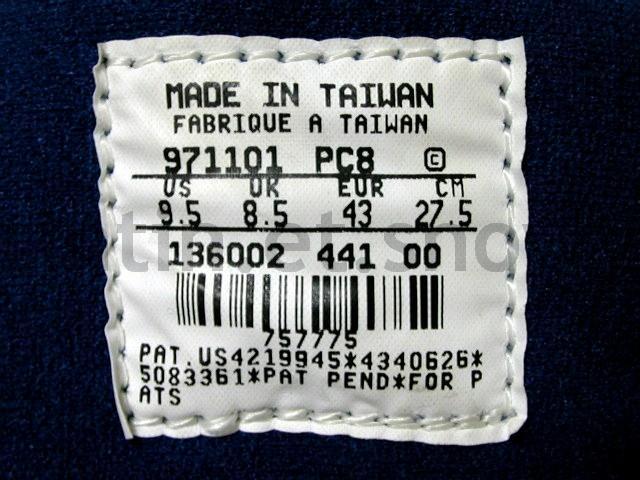 MADE IN TAIWAN
FABRIQUE A TAIWAN
971101 PC8 ©
US UK EUR CM
9.5 8.5 43 27.5
136002 441 00
757775
PAT.US4219945*4340626*
5083361*PAT PEND*FOR P
ATS